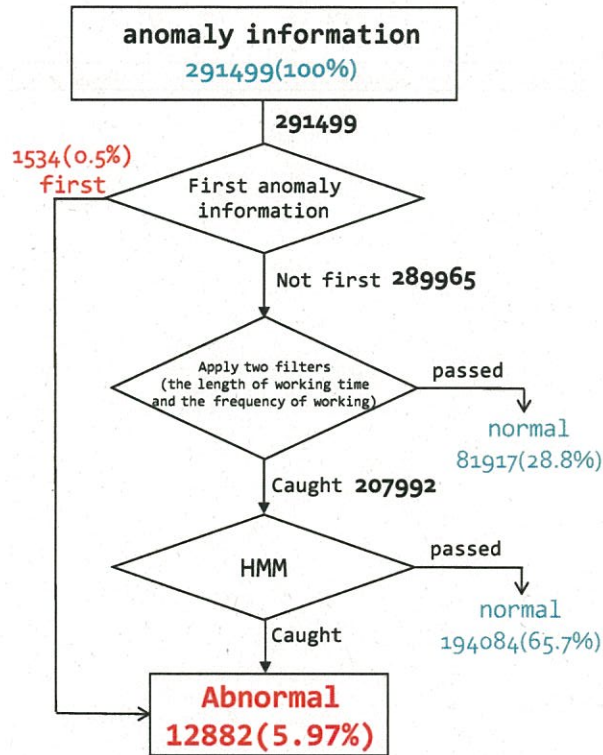 anomaly information
291499(100%)
291499
1534(0.5%)
first
First anomaly
information
Not first 289965
Apply two filters
(the length of working time
and the frequency of working)
passed
normal
81917(28.8%)
Caught 207992
HMM
passed
normal
194084(65.7%)
Caught
Abnormal
12882(5.97%)